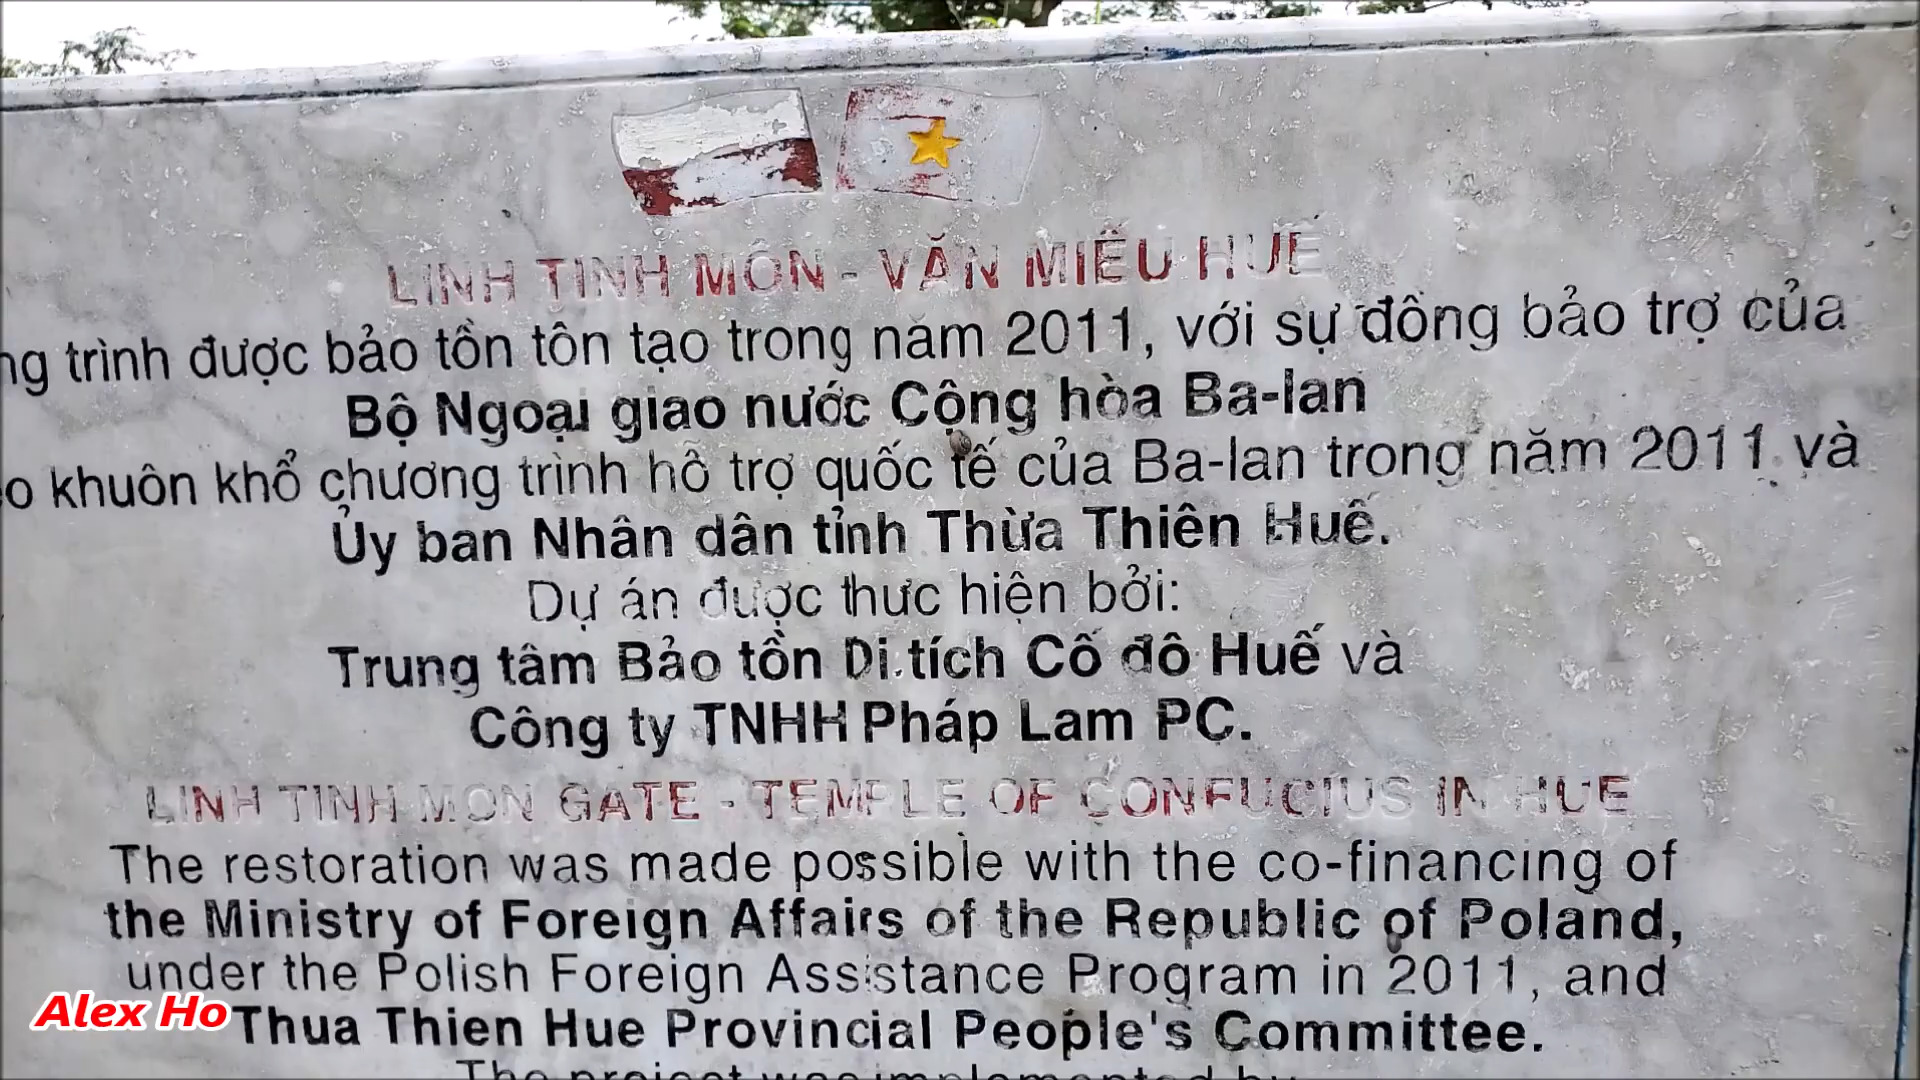 LINH TINH MÔN - VĂN MIẾU HUẾ
trình được bảo tồn tôn tạo trong năm 2011, với sự đồng bảo trợ của
Bộ Ngoại giao nước Cộng hòa Ba-lan
khuôn khổ chương trình hỗ trợ quốc tế của Ba-lan trong năm 2011 và
Ủy ban Nhân dân tỉnh Thừa Thiên Huế.
Dự án được thực hiện bởi:
Trung tâm Bảo tồn Di tích Cố đô Huế và
Công ty TNHH Pháp Lam PC.
LINH TINH MON GATE - TEMPLE OF CONFUCIUS IN HUE
The restoration was made possible with the co-financing of
the Ministry of Foreign Affairs of the Republic of Poland,
under the Polish Foreign Assistance Program in 2011, and
Alex Ho
Thua Thien Hue Provincial People's Committee.
The project was implemented by